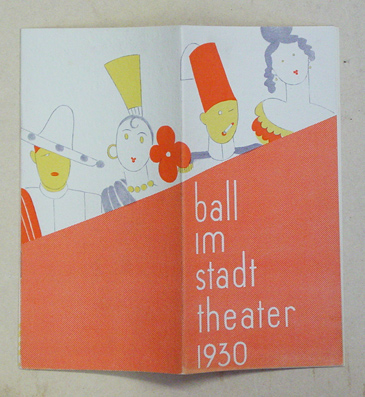 ball
im
stadt
theater
1930